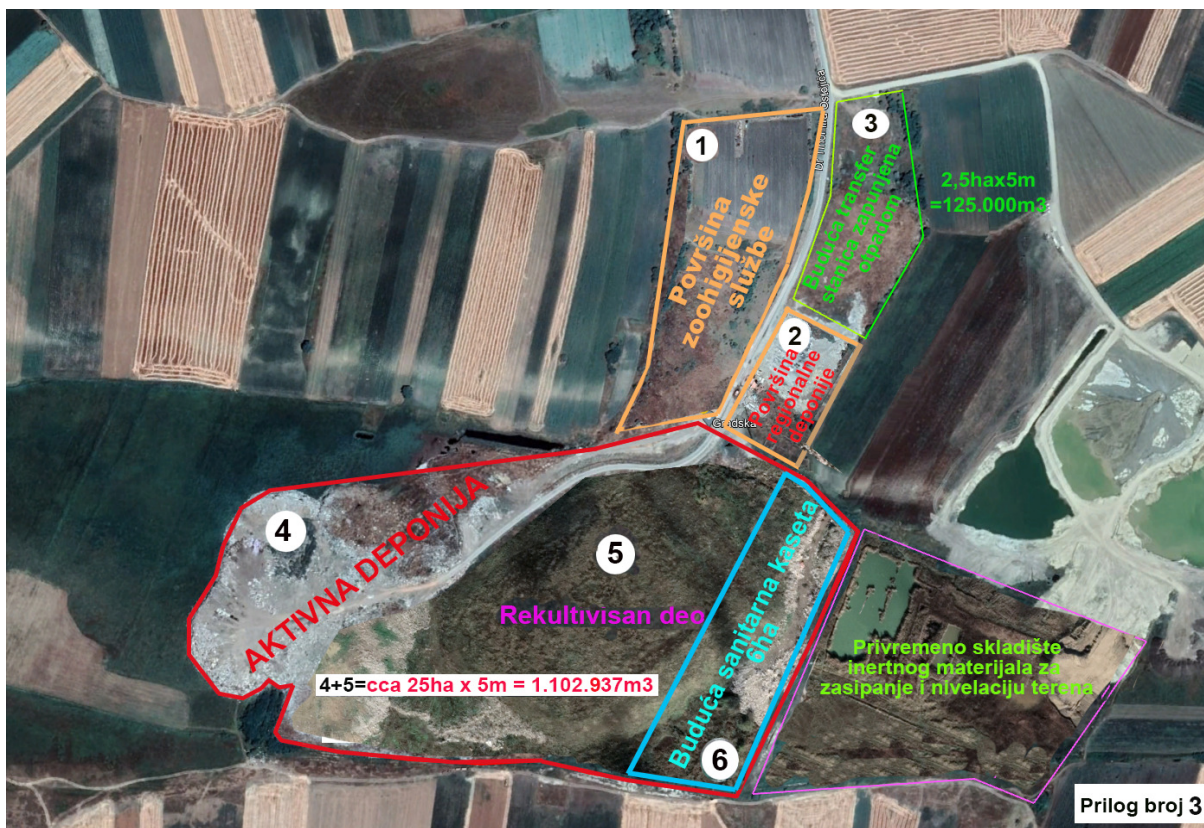 1
Površina
zoohigijenske
službe
3
Buduća transfer
stanica zapunjena
otpadom
2,5hax5m
=125.000m3
2
Površina
regionalne
deponije
Gradska
4
AKTIVNA DEPONIJA
5
Rekultivisan deo
4+5=cca 25ha x 5m = 1.102.937m3
Buduća sanitarna kaseta
6ha
6
Privremeno skladište
inertnog materijala za
zasipanje i nivelaciju terena
Prilog broj 3